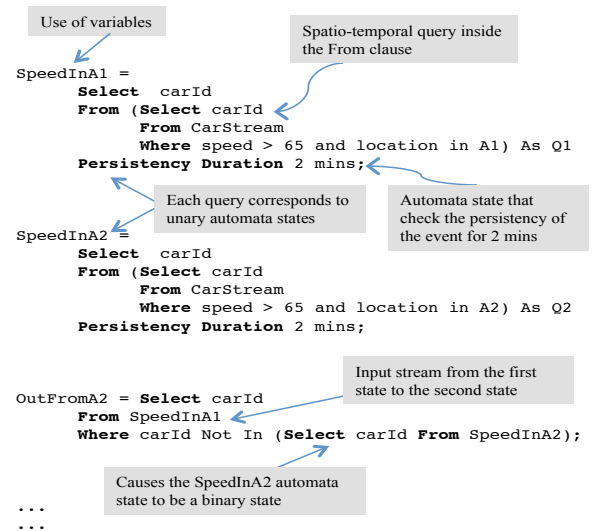 Use of variables
Spatio-temporal query inside
the From clause
SpeedInA1 =
Select carId
From (Select carId
From CarStream
Where speed > 65 and location in A1) As Q1
Persistency Duration 2 mins;
Each query corresponds to
unary automata states
Automata state that
check the persistency of
the event for 2 mins
SpeedInA2 =
Select carId
From (Select carId
From CarStream
Where speed > 65 and location in A2) As Q2
Persistency Duration 2 mins;
Input stream from the first
state to the second state
OutFromA2 = Select carId
From SpeedInA1
Where carId Not In (Select carId From SpeedInA2);
Causes the SpeedInA2 automata
state to be a binary state
...
...